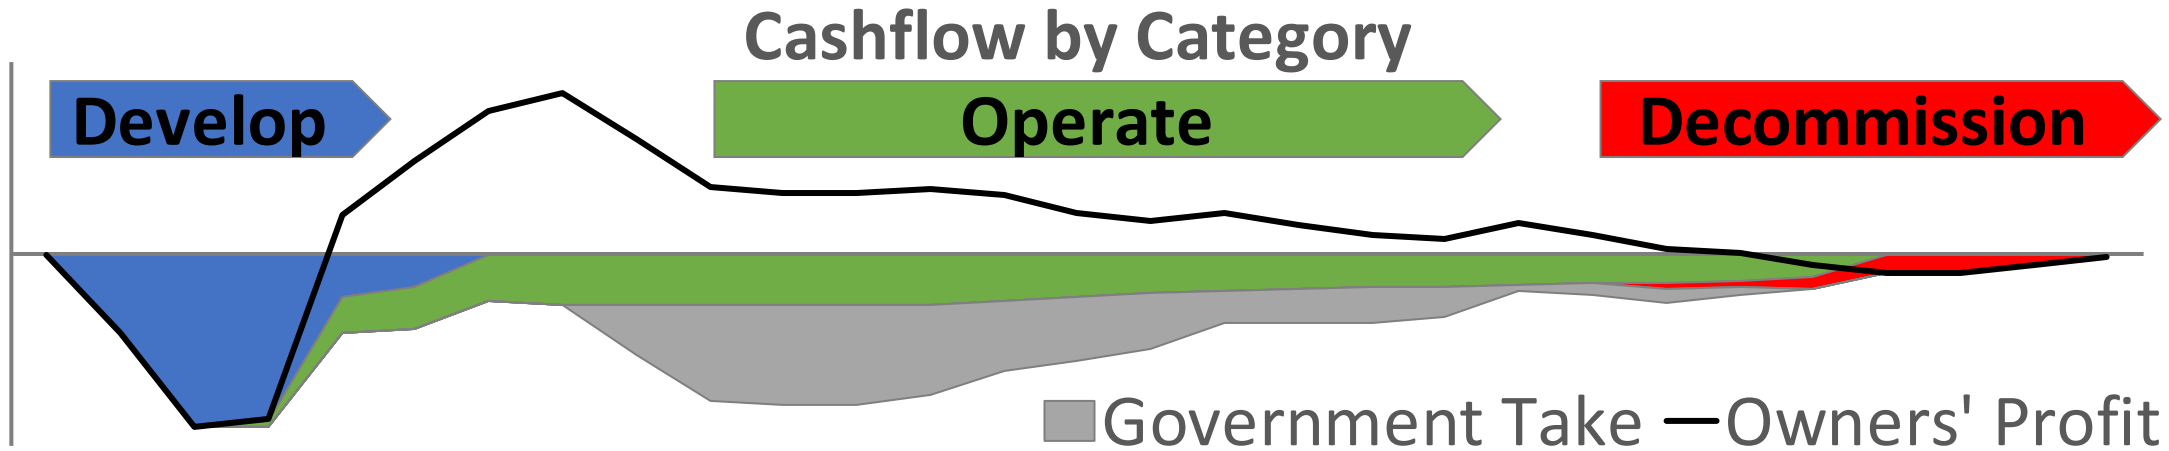 Cashflow by Category
Develop
Operate
Decommission
Government Take
Owners' Profit